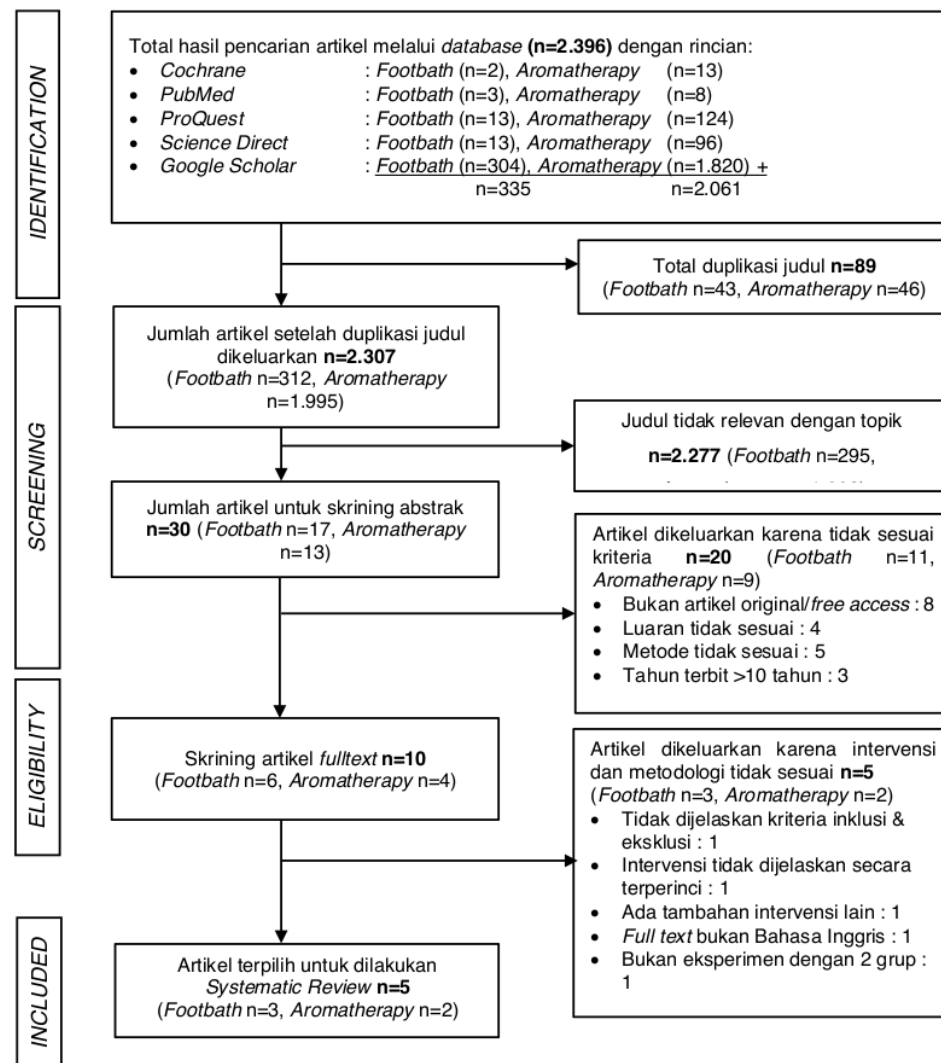 IDENTIFICATION
Total hasil pencarian artikel melalui database (n=2.396) dengan rincian:
• Cochrane : Footbath (n=2), Aromatherapy (n=13)
• PubMed : Footbath (n=3), Aromatherapy (n=8)
• ProQuest : Footbath (n=13), Aromatherapy (n=124)
• Science Direct : Footbath (n=13), Aromatherapy (n=96)
• Google Scholar : Footbath (n=304), Aromatherapy (n=1.820) +
n=335 n=2.061
Total duplikasi judul n=89
(Footbath n=43, Aromatherapy n=46)
SCREENING
Jumlah artikel setelah duplikasi judul
dikeluarkan n=2.307
(Footbath n=312, Aromatherapy
n=1.995)
Judul tidak relevan dengan topik
n=2.277 (Footbath n=295,
Jumlah artikel untuk skrining abstrak
n=30 (Footbath n=17, Aromatherapy
n=13)
Artikel dikeluarkan karena tidak sesuai
kriteria n=20 (Footbath n=11,
Aromatherapy n=9)
• Bukan artikel original/free access : 8
• Luaran tidak sesuai : 4
• Metode tidak sesuai : 5
• Tahun terbit >10 tahun : 3
ELIGIBILITY
Skrining artikel fulltext n=10
(Footbath n=6, Aromatherapy n=4)
Artikel dikeluarkan karena intervensi
dan metodologi tidak sesuai n=5
(Footbath n=3, Aromatherapy n=2)
• Tidak dijelaskan kriteria inklusi &
eksklusi : 1
• Intervensi tidak dijelaskan secara
terperinci : 1
• Ada tambahan intervensi lain : 1
• Full text bukan Bahasa Inggris : 1
• Bukan eksperimen dengan 2 grup :
1
INCLUDED
Artikel terpilih untuk dilakukan
Systematic Review n=5
(Footbath n=3, Aromatherapy n=2)